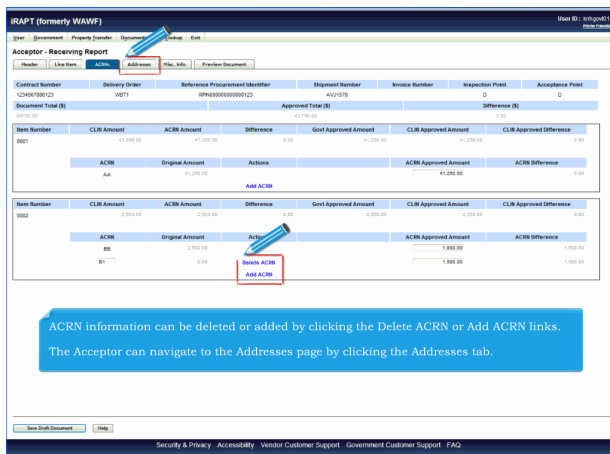 iRAPT (formerly WAWF)
User ID : knhgovt01
Printer Friendly
User Government Property Transfer Documents Lookup Exit
Acceptor - Receiving Report
Header Line Item ACRNs Addresses Misc. Info Preview Document
Contract Number Delivery Order Reference Procurement Identifier Shipment Number Invoice Number Inspection Point Acceptance Point
WBT1 AVJ1578 D D
Document Total ($) Approved Total ($) Difference ($)
43,750.00 43,750.00 0.00
Item Number CLIN Amount ACRN Amount Difference Govt Approved Amount CLIN Approved Amount CLIN Approved Difference
0001 41,250.00 41,250.00 0.00 41,250.00 41,250.00 0.00
ACRN Original Amount Actions ACRN Approved Amount ACRN Difference
AA 41,250.00 41,250.00 0.00
Add ACRN
Item Number CLIN Amount ACRN Amount Difference Govt Approved Amount CLIN Approved Amount CLIN Approved Difference
0002 2,500.00 2,500.00 0.00 2,500.00 2,500.00 0.00
ACRN Original Amount ACRN Approved Amount ACRN Difference
BB 2,500.00 1,000.00
B1 0.00 Delete ACRN 1,500.00
Add ACRN
ACRN information can be deleted or added by clicking the Delete ACRN or Add ACRN links.
The Acceptor can navigate to the Addresses page by clicking the Addresses tab.
Save Draft Document Help
Security & Privacy Accessibility Vendor Customer Support Government Customer Support FAQ